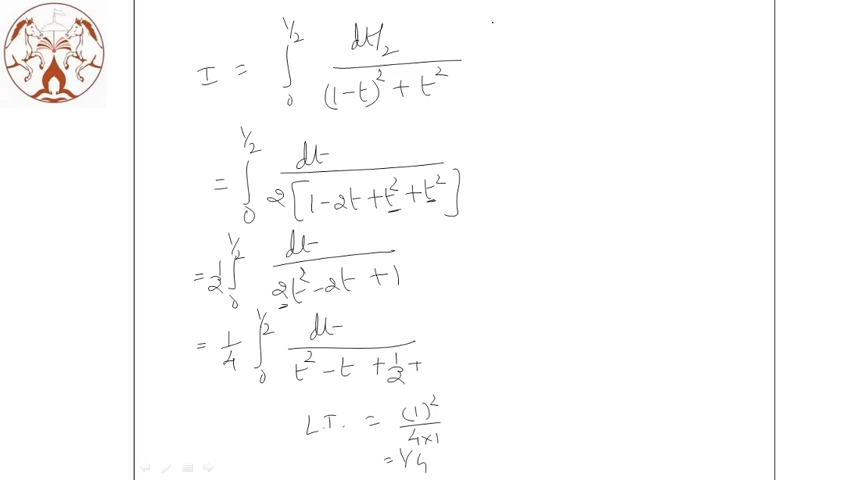 I = ∫₀^{1/2} (dt/2) / ((1-t)² + t²)
= ∫₀^{1/2} dt / (2[1-2t+t²+t²])
= 1/2 ∫₀^{1/2} dt / (2t²-2t+1)
= 1/4 ∫₀^{1/2} dt / (t²-t+1/2+
L.T. = (1)² / (4×1)
= 1/4